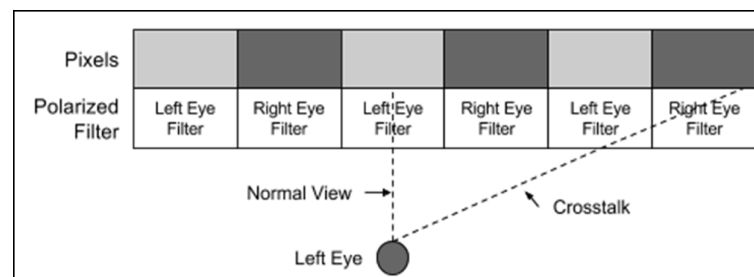 Pixels
Polarized
Filter
Left Eye
Filter
Right Eye
Filter
Left Eye
Filter
Right Eye
Filter
Left Eye
Filter
Right Eye
Filter
Normal View
Crosstalk
Left Eye